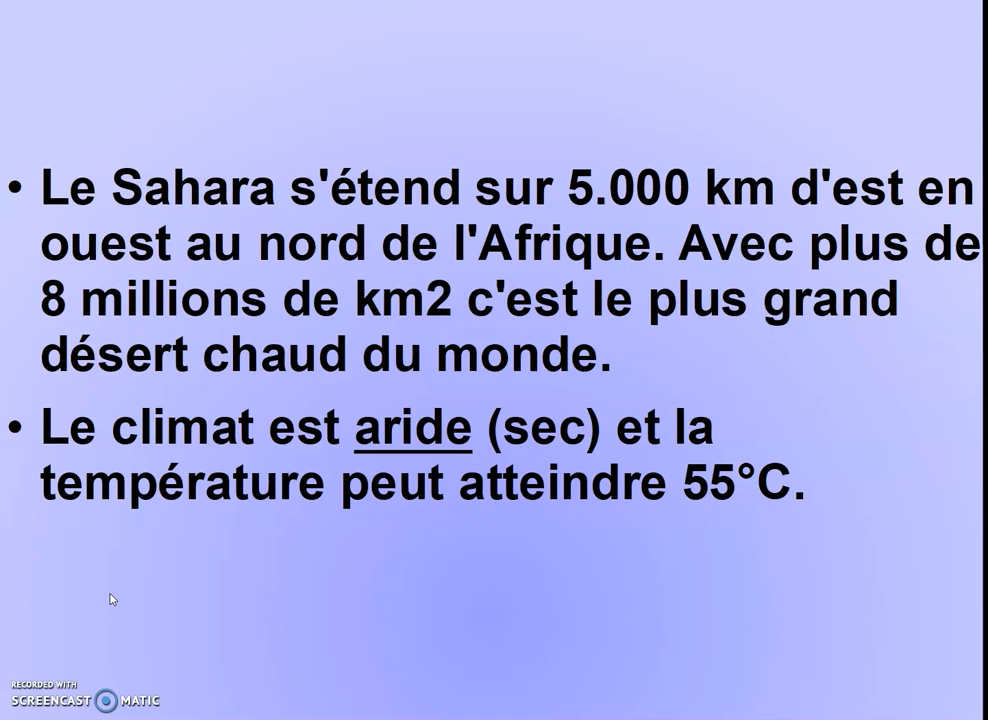 • Le Sahara s'étend sur 5.000 km d'est en
ouest au nord de l'Afrique. Avec plus de
8 millions de km2 c'est le plus grand
désert chaud du monde.
• Le climat est aride (sec) et la
température peut atteindre 55°C.
RECORDED WITH
SCREENCAST MATIC